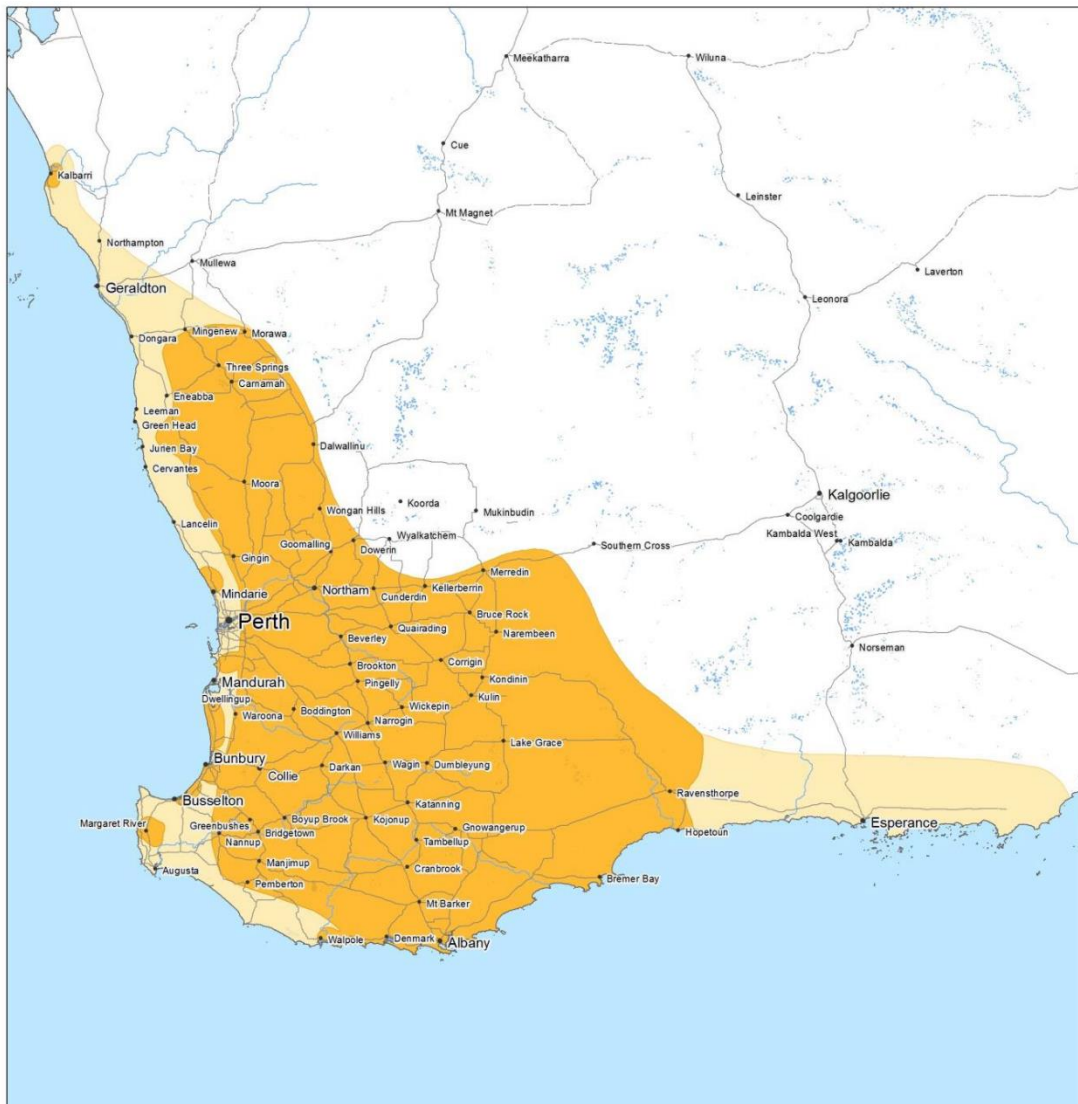 Meekatharra
Wiluna
Cue
Kalbarri
Leinster
Mt Magnet
Northampton
Mullewa
Laverton
Geraldton
Leonora
Mingenew
Morawa
Dongara
Three Springs
Carnamah
Eneabba
Leeman
Green Head
Jurien Bay
Dalwallinu
Cervantes
Moora
Kalgoorlie
Koorda
Wongan Hills
Mukinbudin
Coolgardie
Lancelin
Kambalda West
Kambalda
Wyalkatchem
Goomalling
Dowerin
Southern Cross
Gingin
Merredin
Mindarie
Northam
Cunderdin
Kellerberrin
Bruce Rock
Perth
Quairading
Narembeen
Beverley
Norseman
Brookton
Corrigin
Mandurah
Pingelly
Kondinin
Dwellingup
Kulin
Waroona
Boddington
Wickepin
Narrogin
Williams
Lake Grace
Bunbury
Collie
Darkan
Wagin
Dumbleyung
Ravensthorpe
Busselton
Katanning
Margaret River
Greenbushes
Boyup Brook
Kojonup
Gnowangerup
Esperance
Bridgetown
Hopetoun
Nannup
Tambellup
Augusta
Manjimup
Cranbrook
Pemberton
Bremer Bay
Mt Barker
Walpole
Denmark
Albany